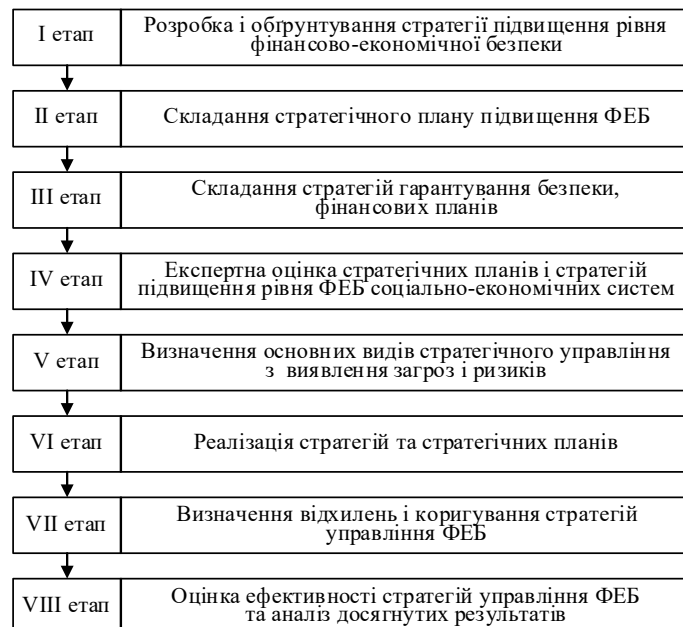 I етап
Розробка і обґрунтування стратегії підвищення рівня
фінансово-економічної безпеки
II етап
Складання стратегічного плану підвищення ФЕБ
III етап
Складання стратегій гарантування безпеки,
фінансових планів
IV етап
Експертна оцінка стратегічних планів і стратегій
підвищення рівня ФЕБ соціально-економічних систем
V етап
Визначення основних видів стратегічного управління
з виявлення загроз і ризиків
VI етап
Реалізація стратегій та стратегічних планів
VII етап
Визначення відхилень і коригування стратегій
управління ФЕБ
VIII етап
Оцінка ефективності стратегій управління ФЕБ
та аналіз досягнутих результатів